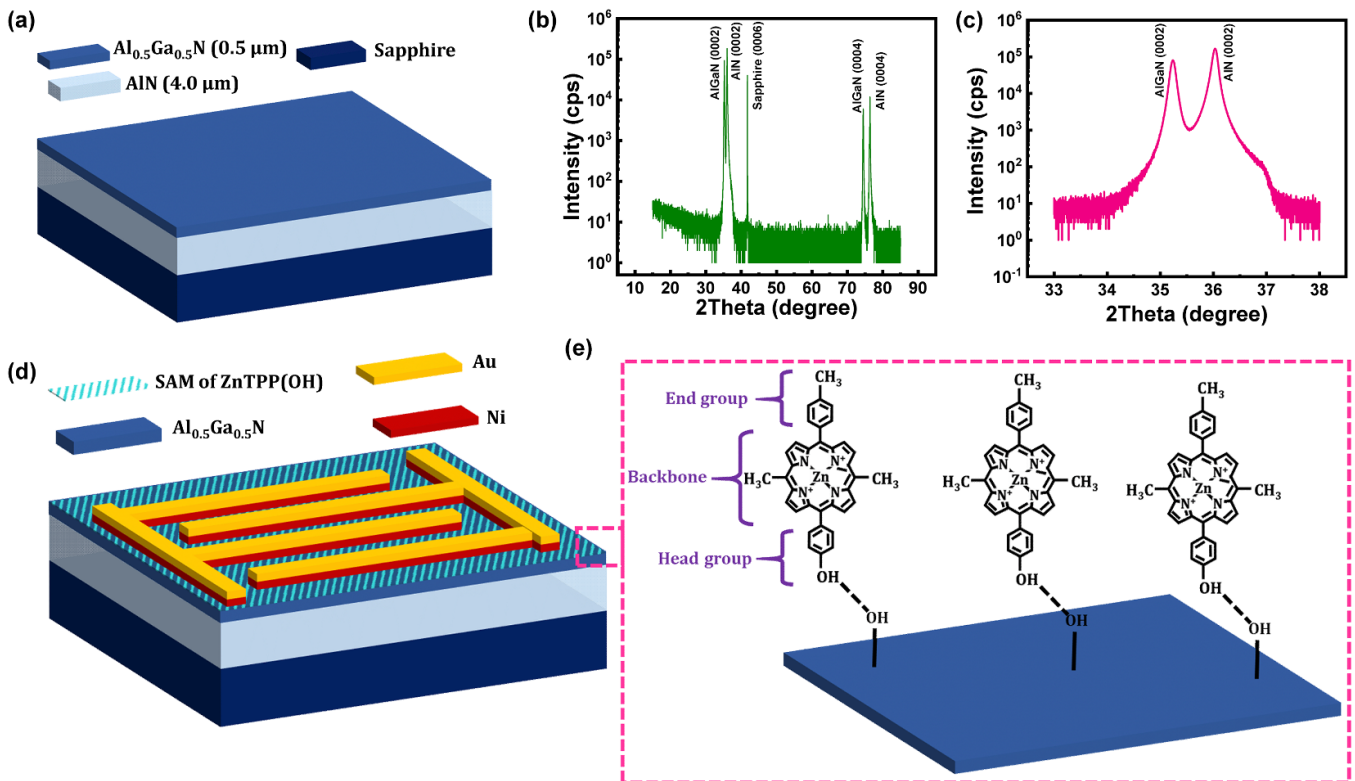 (a)
Al₀.₅Ga₀.₅N (0.5 μm)
Sapphire
AlN (4.0 μm)
(b)
Intensity (cps)
10⁶
10⁵
10⁴
10³
10²
10¹
10⁰
AlGaN (0002)
AlN (0002)
Sapphire (0006)
AlGaN (0004)
AlN (0004)
10 20 30 40 50 60 70 80 90
2Theta (degree)
(c)
Intensity (cps)
10⁶
10⁵
10⁴
10³
10²
10¹
10⁰
10⁻¹
AlGaN (0002)
AlN (0002)
33 34 35 36 37 38
2Theta (degree)
(d)
SAM of ZnTPP(OH)
Au
Al₀.₅Ga₀.₅N
Ni
(e)
End group
Backbone
Head group
CH₃
N N⁺
H₃C Zn CH₃
N⁺ N
OH
OH
CH₃
N N⁺
H₃C Zn CH₃
N⁺ N
OH
OH
CH₃
N N⁺
H₃C Zn CH₃
N⁺ N
OH
OH